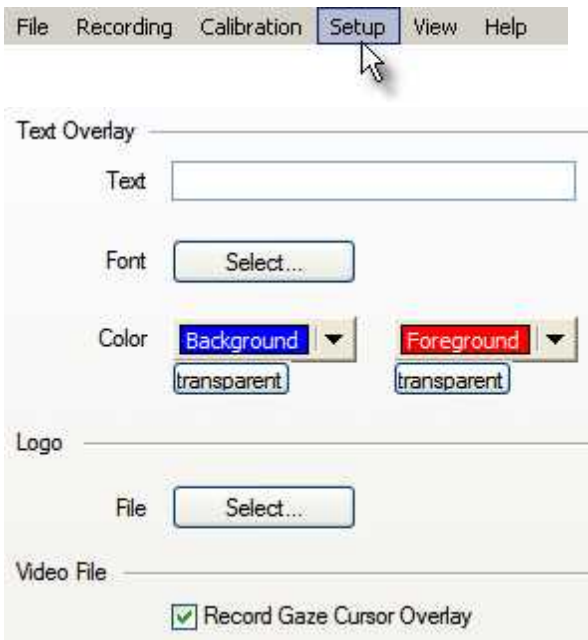 File Recording Calibration Setup View Help
Text Overlay
Text
Font Select...
Color Background Foreground
transparent transparent
Logo
File Select...
Video File
Record Gaze Cursor Overlay